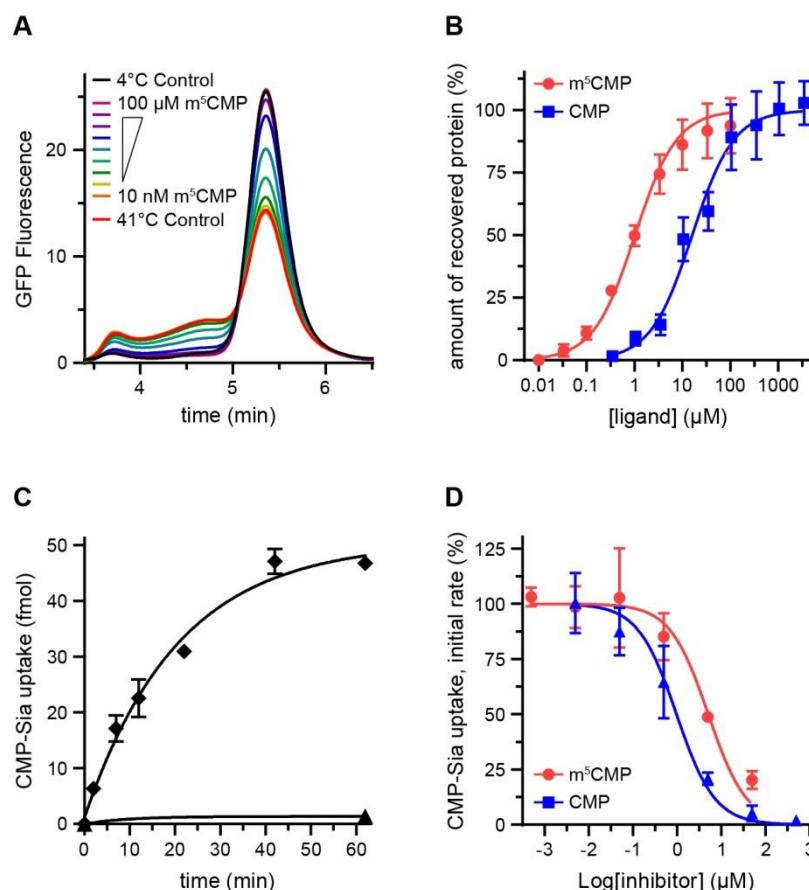 A
4°C Control
100 µM m⁵CMP
10 nM m⁵CMP
41°C Control
GFP Fluorescence
20
10
0
4
5
6
time (min)
B
m⁵CMP
CMP
amount of recovered protein (%)
100
75
50
25
0
0.01
0.1
1
10
100
1000
[ligand] (µM)
C
CMP-Sia uptake (fmol)
50
40
30
20
10
0
0
10
20
30
40
50
60
time (min)
D
CMP-Sia uptake, initial rate (%)
125
100
75
50
25
0
m⁵CMP
CMP
-3
-2
-1
0
1
2
3
Log[inhibitor] (µM)